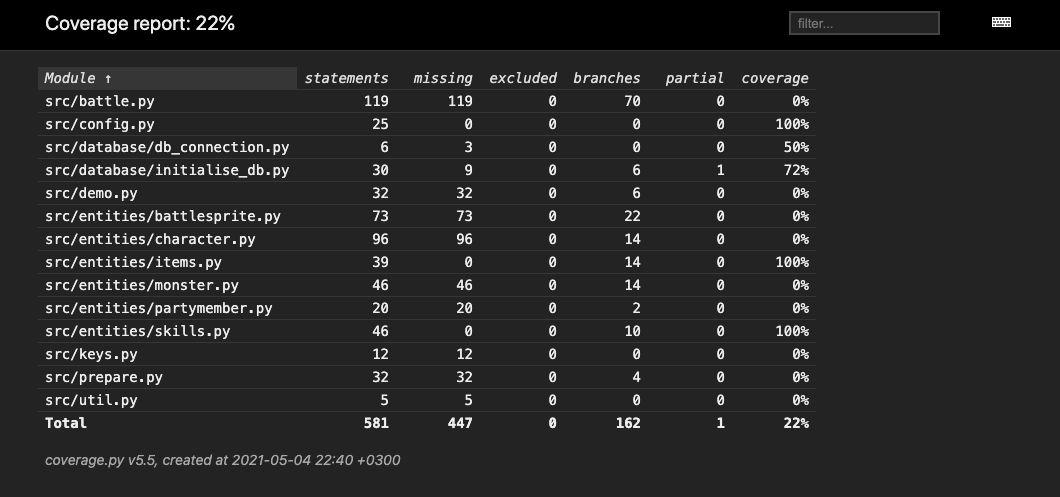 Coverage report: 22%
filter...
Module ↑ statements missing excluded branches partial coverage
src/battle.py 119 119 0 70 0 0%
src/config.py 25 0 0 0 0 100%
src/database/db_connection.py 6 3 0 0 0 50%
src/database/initialise_db.py 30 9 0 6 1 72%
src/demo.py 32 32 0 6 0 0%
src/entities/battlesprite.py 73 73 0 22 0 0%
src/entities/character.py 96 96 0 14 0 0%
src/entities/items.py 39 0 0 14 0 100%
src/entities/monster.py 46 46 0 14 0 0%
src/entities/partymember.py 20 20 0 2 0 0%
src/entities/skills.py 46 0 0 10 0 100%
src/keys.py 12 12 0 0 0 0%
src/prepare.py 32 32 0 4 0 0%
src/util.py 5 5 0 0 0 0%
Total 581 447 0 162 1 22%
coverage.py v5.5, created at 2021-05-04 22:40 +0300